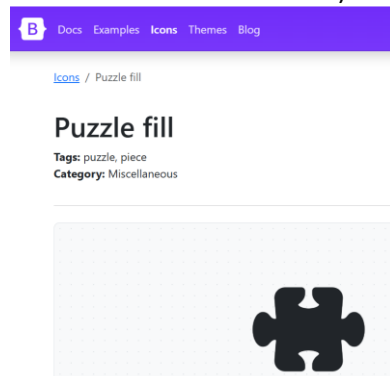 B Docs Examples Icons Themes Blog
Icons / Puzzle fill
Puzzle fill
Tags: puzzle, piece
Category: Miscellaneous